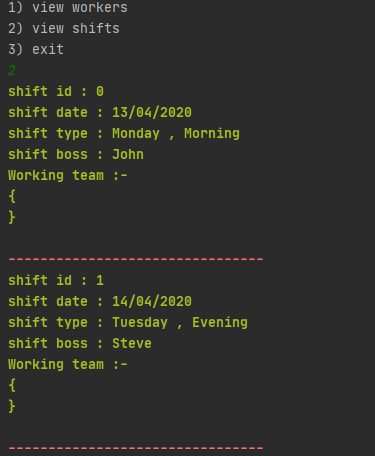 1) view workers
2) view shifts
3) exit
2
shift id : 0
shift date : 13/04/2020
shift type : Monday , Morning
shift boss : John
Working team :-
{
}
--------------------------------
shift id : 1
shift date : 14/04/2020
shift type : Tuesday , Evening
shift boss : Steve
Working team :-
{
}
--------------------------------